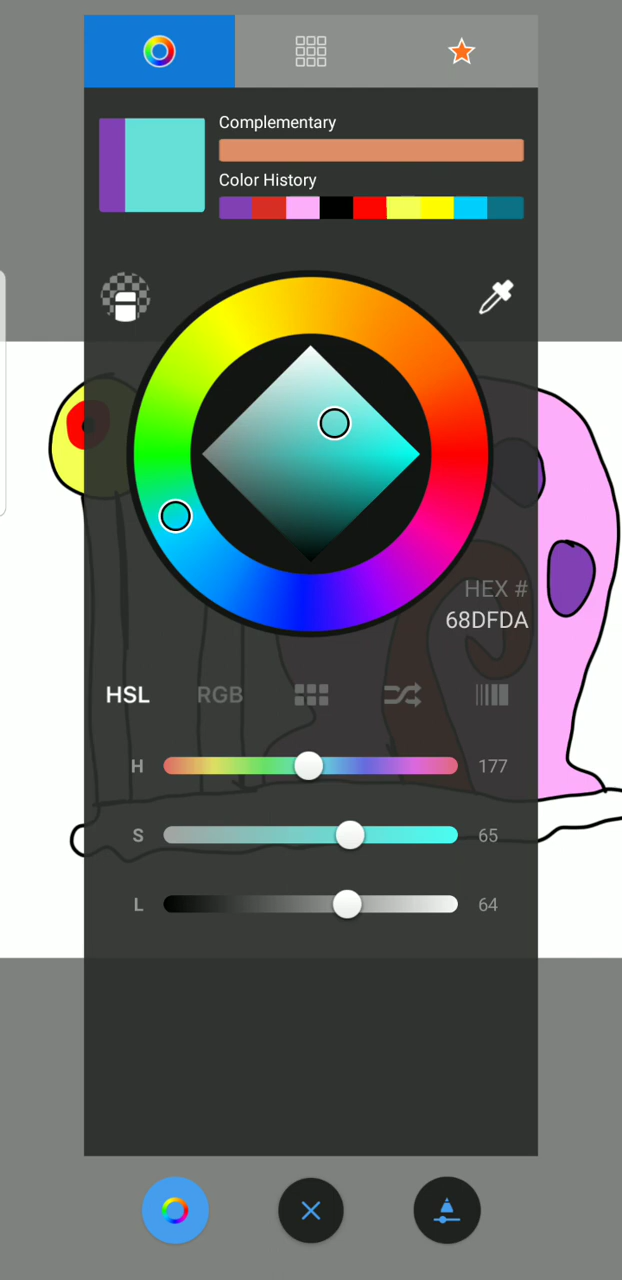 Complementary
Color History
HEX #
68DFDA
HSL RGB
H 177
S 65
L 64